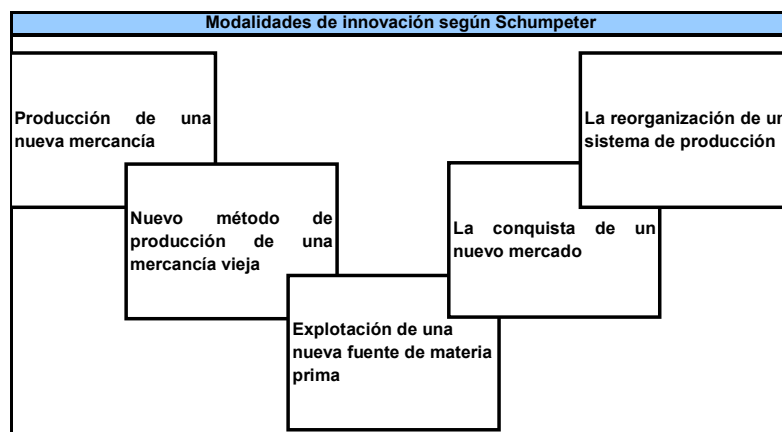 Modalidades de innovación según Schumpeter
Producción de una
nueva mercancía
Nuevo método de
producción de una
mercancía vieja
Explotación de una
nueva fuente de materia
prima
La conquista de un
nuevo mercado
La reorganización de un
sistema de producción